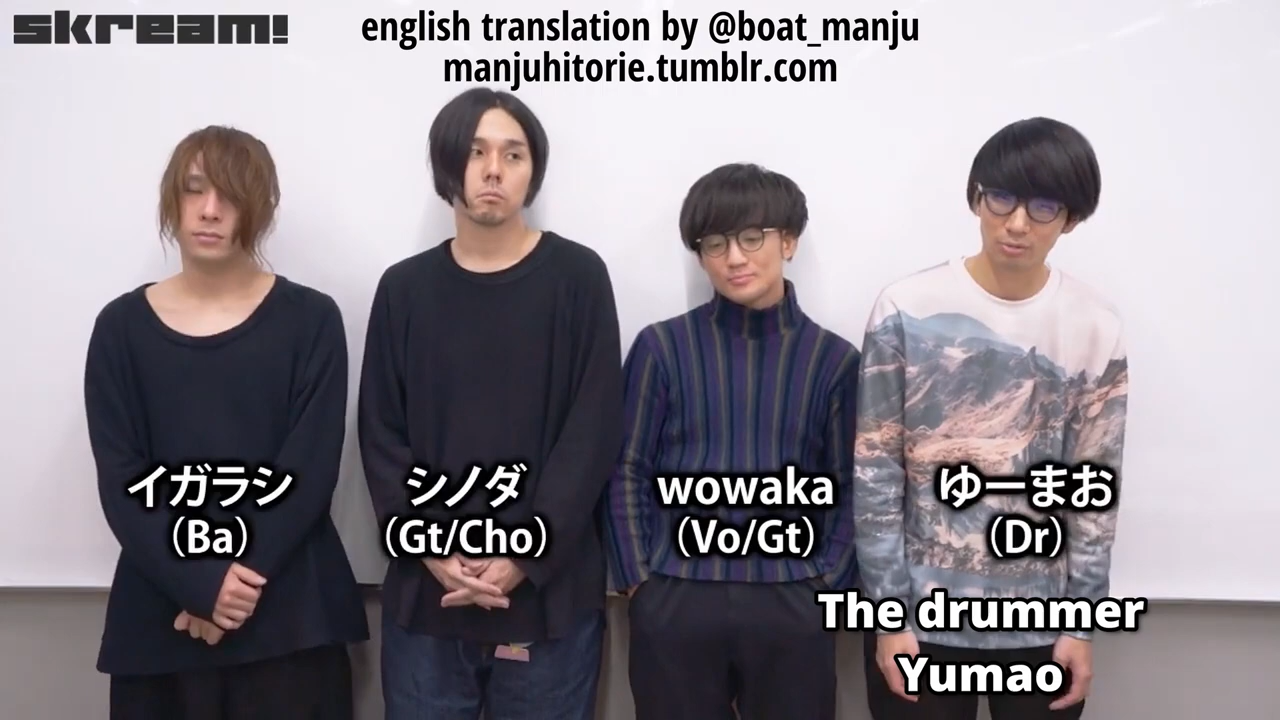 skream!
english translation by @boat_manju
manjuhitorie.tumblr.com
イガラシ
（Ba）
シノダ
（Gt/Cho）
wowaka
（Vo/Gt）
ゆーまお
（Dr）
The drummer
Yumao